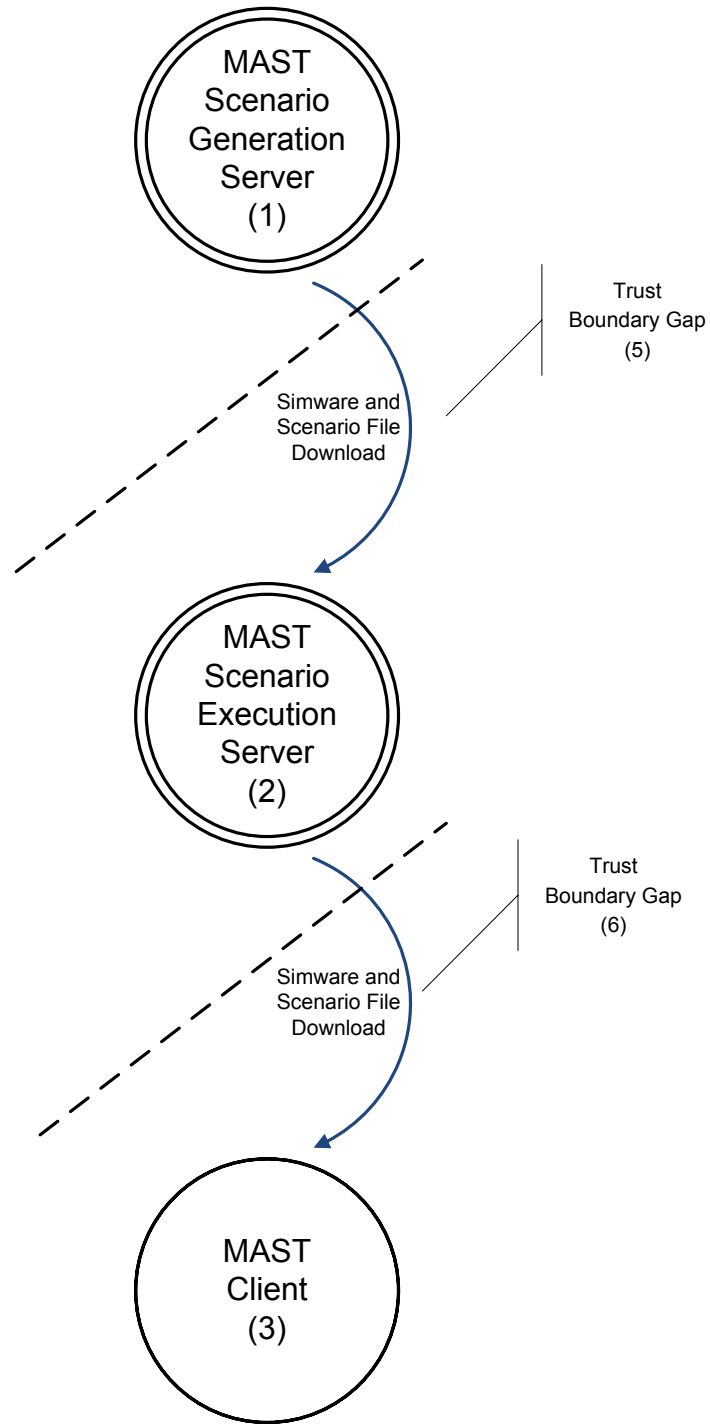 MAST
Scenario
Generation
Server
(1)
Trust
Boundary Gap
(5)
Simware and
Scenario File
Download
MAST
Scenario
Execution
Server
(2)
Trust
Boundary Gap
(6)
Simware and
Scenario File
Download
MAST
Client
(3)